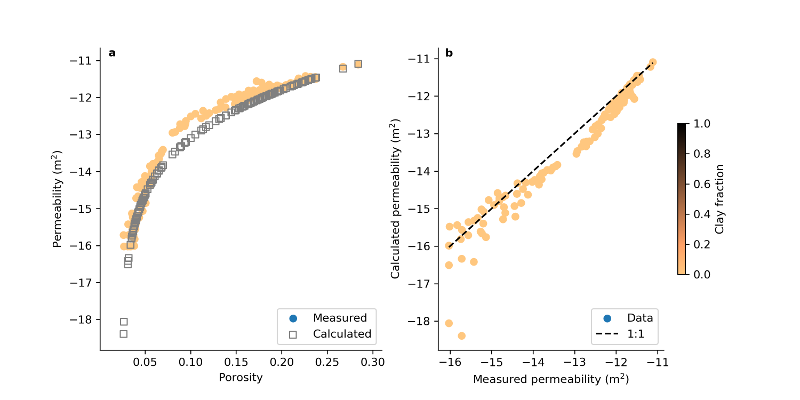 a
−11
−12
−13
−14
−15
−16
−17
−18
Permeability (m²)
0.05 0.10 0.15 0.20 0.25 0.30
Porosity
Measured
Calculated
b
−11
−12
−13
−14
−15
−16
−17
−18
Calculated permeability (m²)
−16 −15 −14 −13 −12 −11
Measured permeability (m²)
Data
1:1
1.0
0.8
0.6
0.4
0.2
0.0
Clay fraction